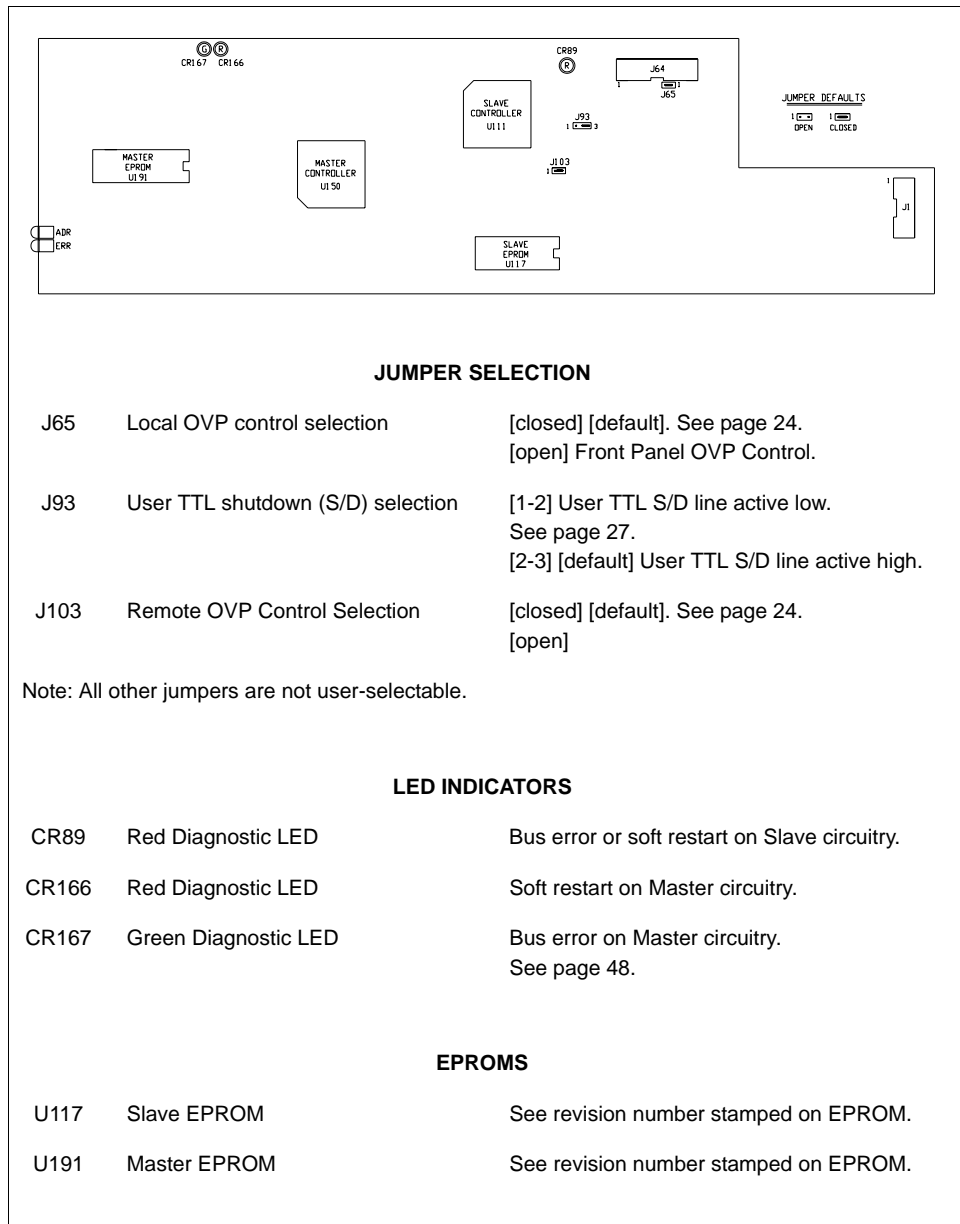 CR167 CR166
G R
CR89
R
J64
1 1
J65
JUMPER DEFAULTS
1 1
OPEN CLOSED
SLAVE
CONTROLLER
U111
J93
1 3
J103
1
MASTER
EPROM
U191
MASTER
CONTROLLER
U150
1
J1
ADR
ERR
SLAVE
EPROM
U117
JUMPER SELECTION
J65 Local OVP control selection [closed] [default]. See page 24.
[open] Front Panel OVP Control.
J93 User TTL shutdown (S/D) selection [1-2] User TTL S/D line active low.
See page 27.
[2-3] [default] User TTL S/D line active high.
J103 Remote OVP Control Selection [closed] [default]. See page 24.
[open]
Note: All other jumpers are not user-selectable.
LED INDICATORS
CR89 Red Diagnostic LED Bus error or soft restart on Slave circuitry.
CR166 Red Diagnostic LED Soft restart on Master circuitry.
CR167 Green Diagnostic LED Bus error on Master circuitry.
See page 48.
EPROMS
U117 Slave EPROM See revision number stamped on EPROM.
U191 Master EPROM See revision number stamped on EPROM.